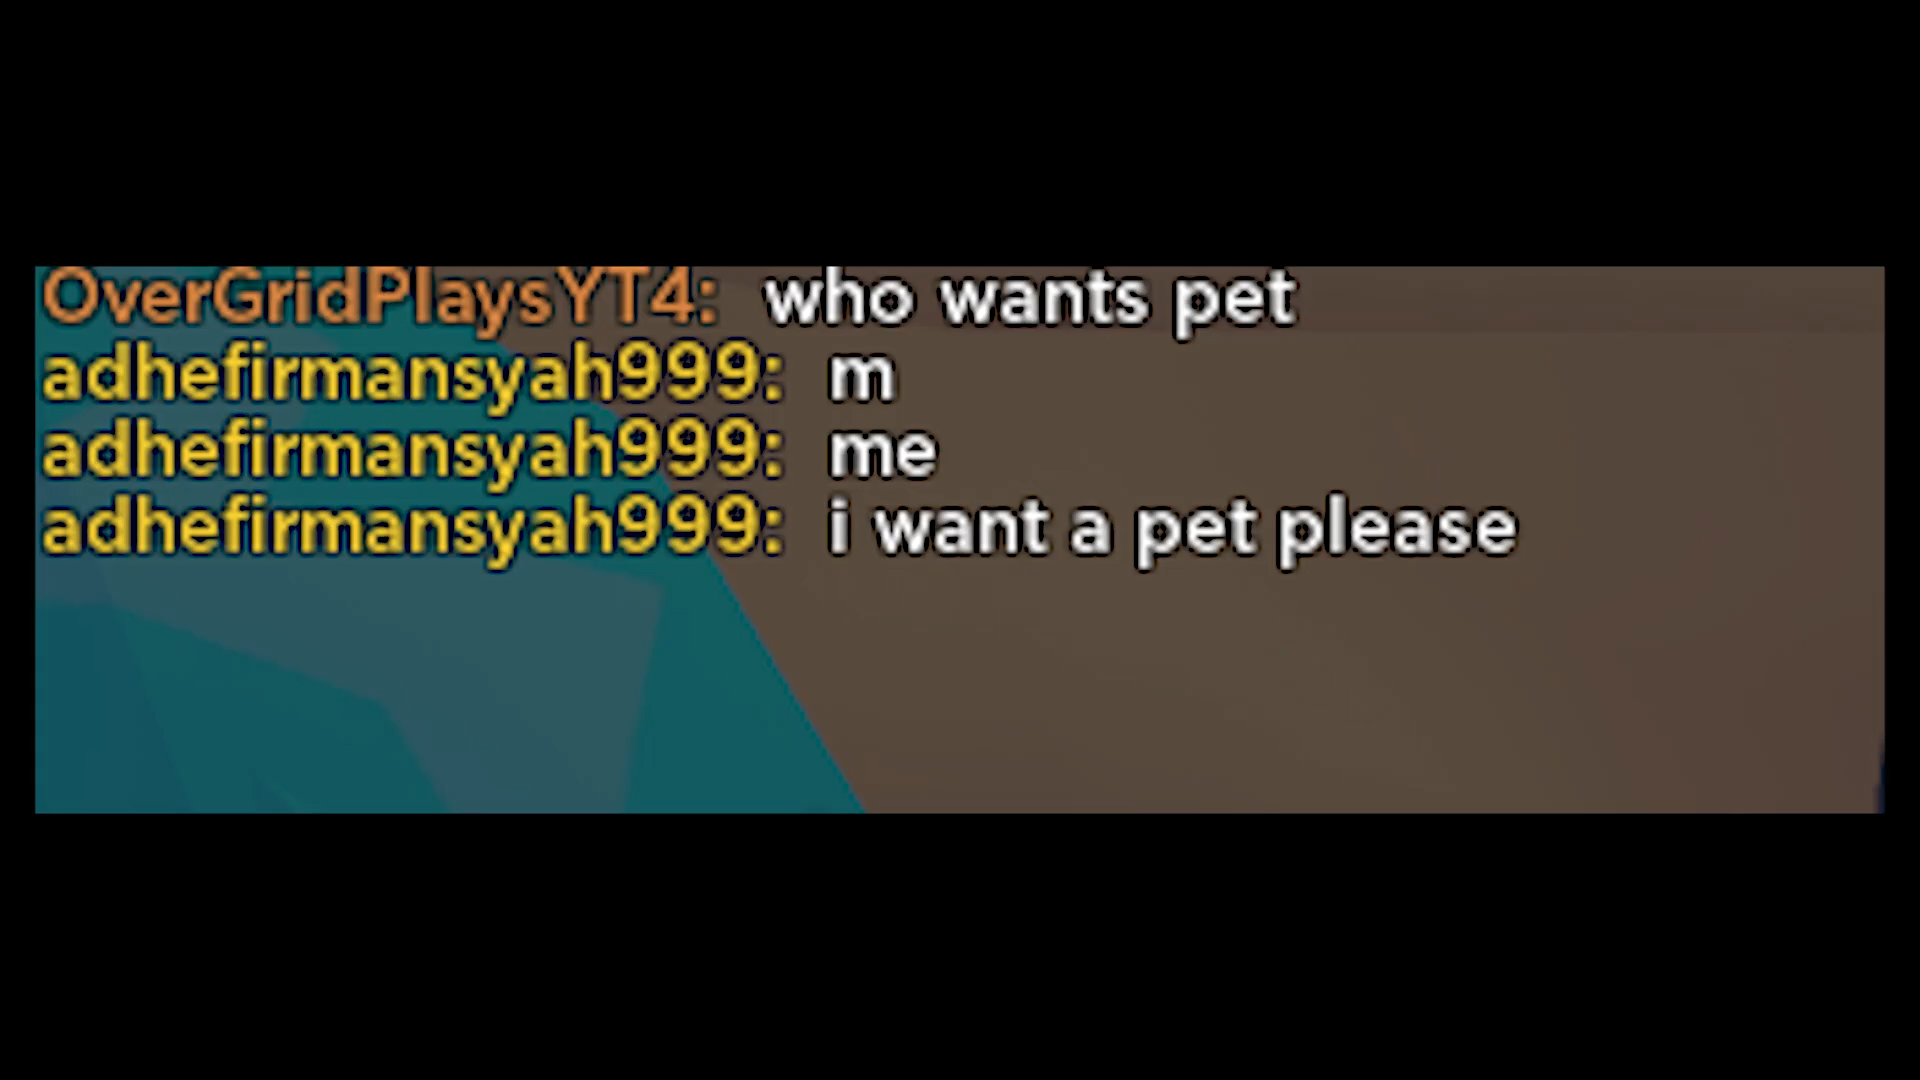 OverGridPlaysYT4: who wants pet
adhefirmansyah999: m
adhefirmansyah999: me
adhefirmansyah999: i want a pet please